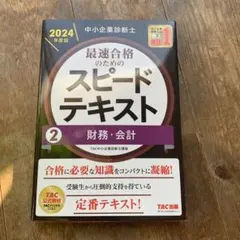 2024
年度版
中小企業診断士
最速合格
のための
スピード
テキスト
2
財務・会計
TAC中小企業診断士講座
合格に必要な知識をコンパクトに凝縮!
受験生から圧倒的支持を得ている
定番テキスト!
TAC出版